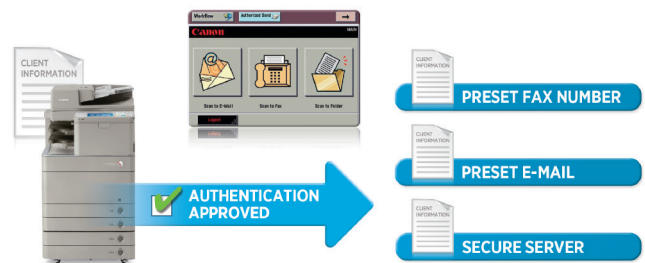 Workflow
Authorized Send
Canon
MAIN
Scan to E-Mail
Scan to Fax
Scan to Folder
Logout
CLIENT
INFORMATION
AUTHENTICATION
APPROVED
CLIENT
INFORMATION
PRESET FAX NUMBER
CLIENT
INFORMATION
PRESET E-MAIL
CLIENT
INFORMATION
SECURE SERVER